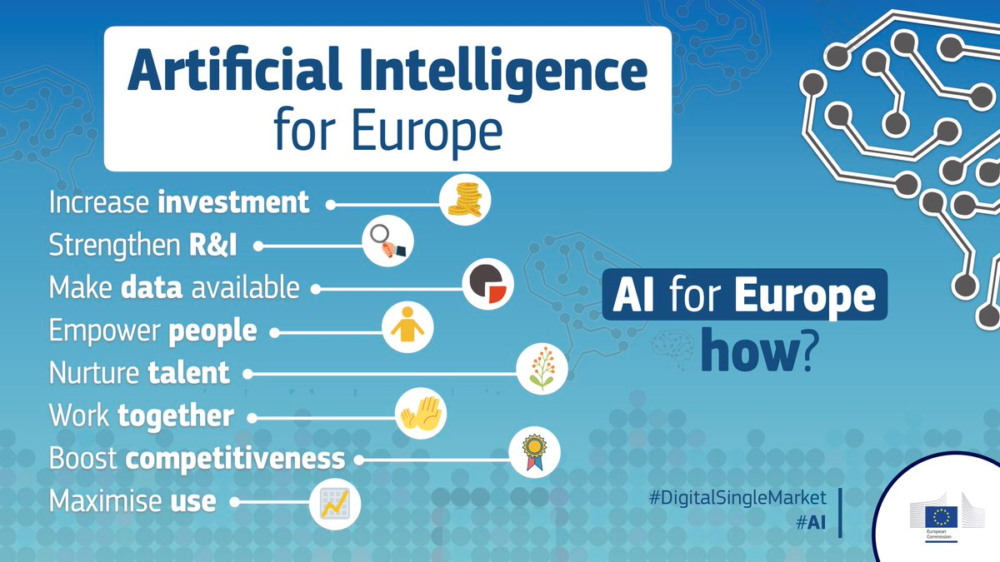 Artificial Intelligence
for Europe
Increase investment
Strengthen R&I
Make data available
Empower people
Nurture talent
Work together
Boost competitiveness
Maximise use
AI for Europe
how?
#DigitalSingleMarket
#AI
European
Commission